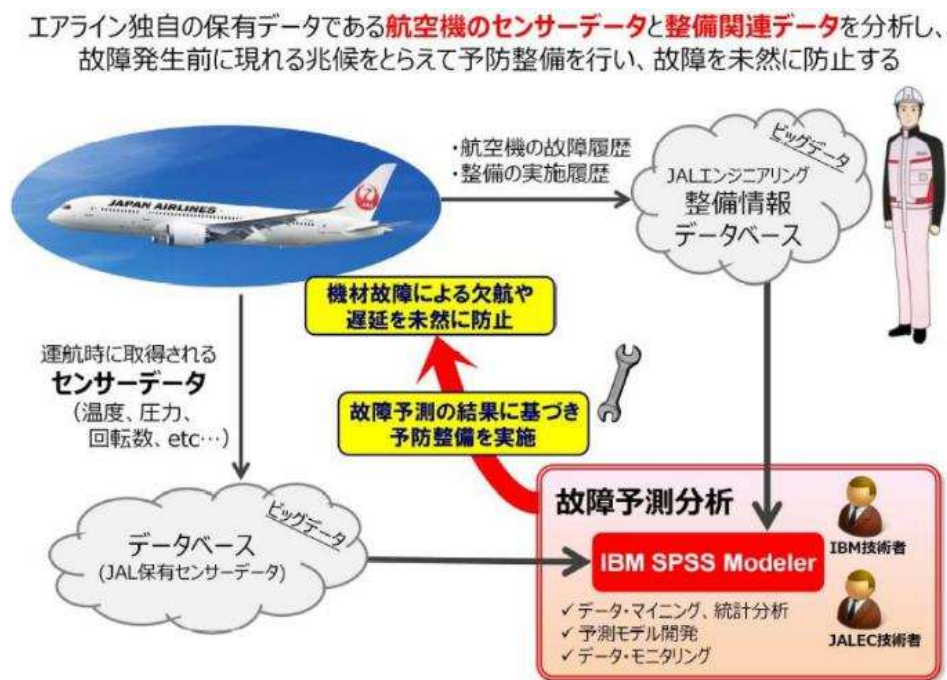 エアライン独自の保有データである航空機のセンサーデータと整備関連データを分析し、
故障発生前に現れる兆候をとらえて予防整備を行い、故障を未然に防止する
JAPAN AIRLINES
・航空機の故障履歴
・整備の実施履歴
ビッグデータ
JALエンジニアリング
整備情報
データベース
機材故障による欠航や
遅延を未然に防止
運航時に取得される
センサーデータ
（温度、圧力、
回転数、etc…）
故障予測の結果に基づき
予防整備を実施
ビッグデータ
データベース
(JAL保有センサーデータ)
故障予測分析
IBM SPSS Modeler
✓データ・マイニング、統計分析
✓予測モデル開発
✓データ・モニタリング
IBM技術者
JALEC技術者